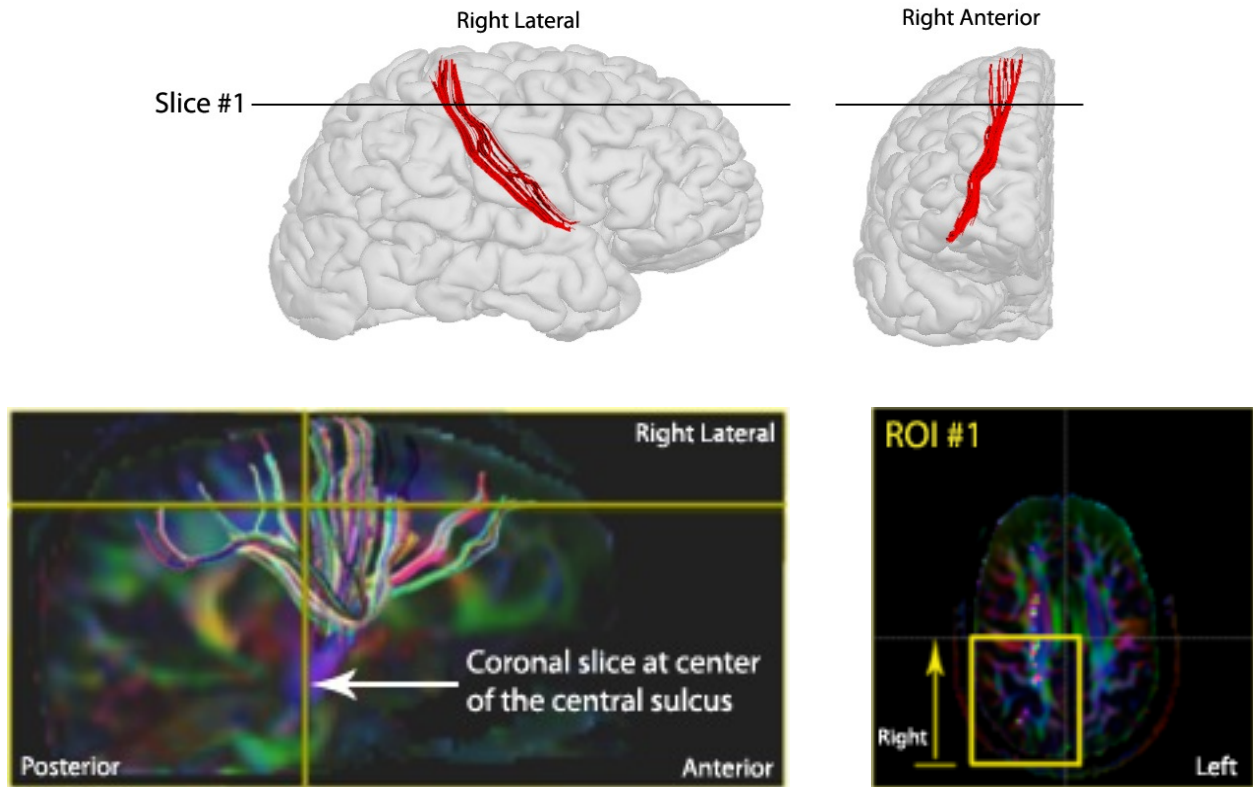 Right Lateral
Right Anterior
Slice #1
Right Lateral
Coronal slice at center
of the central sulcus
Posterior
Anterior
ROI #1
Right
Left